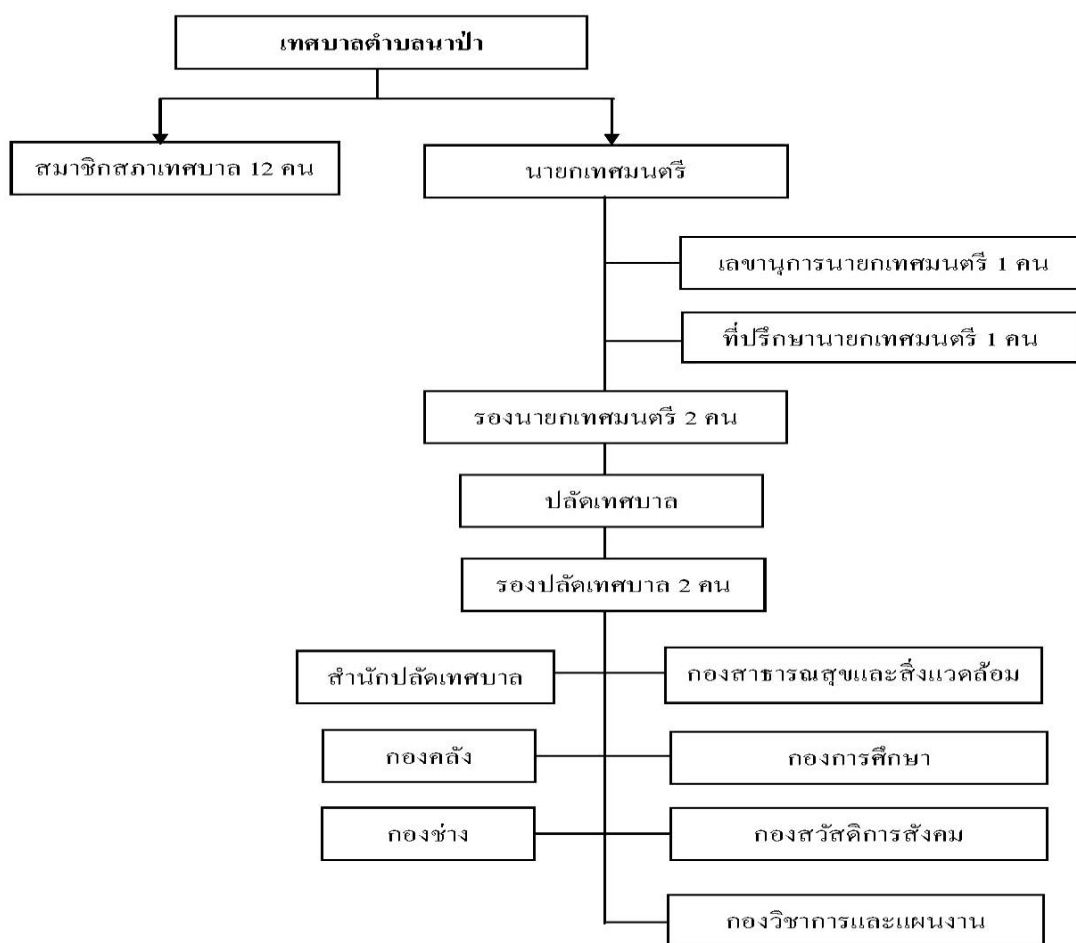 เทศบาลตำบลนาป่า
สมาชิกสภาเทศบาล 12 คน
นายกเทศมนตรี
เลขานุการนายกเทศมนตรี 1 คน
ที่ปรึกษานายกเทศมนตรี 1 คน
รองนายกเทศมนตรี 2 คน
ปลัดเทศบาล
รองปลัดเทศบาล 2 คน
สำนักปลัดเทศบาล
กองสาธารณสุขและสิ่งแวดล้อม
กองคลัง
กองการศึกษา
กองช่าง
กองสวัสดิการสังคม
กองวิชาการและแผนงาน